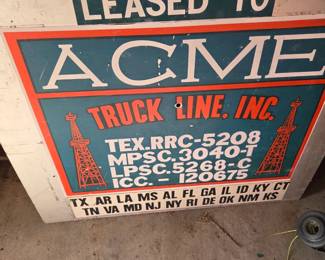 LEASED TO
ACME
TRUCK LINE, INC.
TEX.RRC-5208
MPSC.3040-T
LPSC.5268-C
ICC.-120675
TX AR LA MS AL FL GA IL ID KY CT
TN VA MD NJ NY RI DE OK NM KS